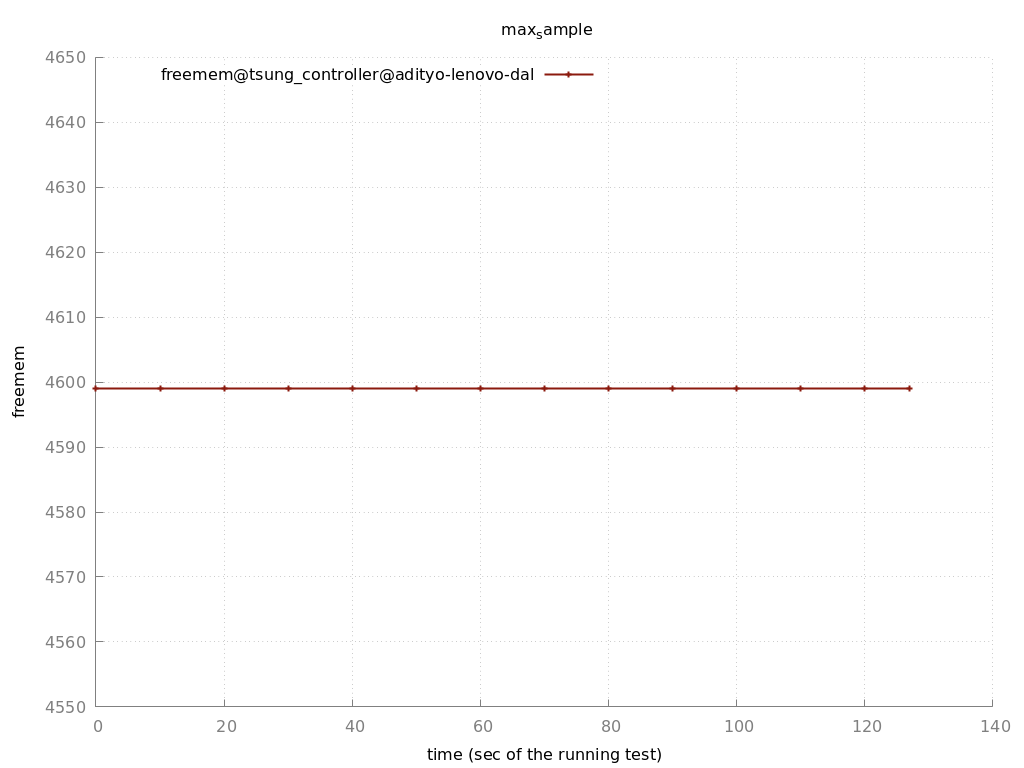 max_sample
4650
freemem@tsung_controller@adityo-lenovo-dal
4640
4630
4620
4610
4600
4590
4580
4570
4560
4550
freemem
0 20 40 60 80 100 120 140
time (sec of the running test)